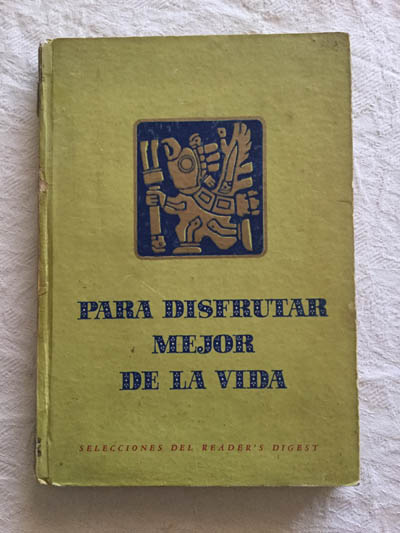 PARA DISFRUTAR
MEJOR
DE LA VIDA
SELECCIONES DEL READER'S DIGEST